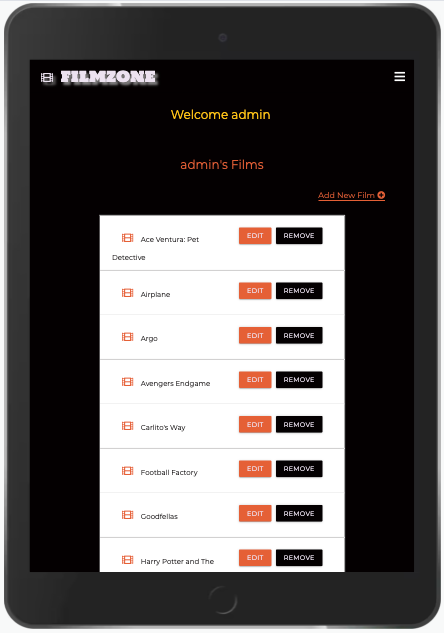 FILMZONE
Welcome admin
admin's Films
Add New Film
Ace Ventura: Pet
Detective
EDIT
REMOVE
Airplane
EDIT
REMOVE
Argo
EDIT
REMOVE
Avengers Endgame
EDIT
REMOVE
Carlito's Way
EDIT
REMOVE
Football Factory
EDIT
REMOVE
Goodfellas
EDIT
REMOVE
Harry Potter and The
EDIT
REMOVE